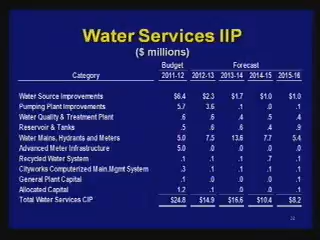 Water Services IIP
($ millions)
Budget Forecast
Category 2011-12 2012-13 2013-14 2014-15 2015-16
Water Source Improvements $6.4 $2.3 $1.7 $1.0 $1.0
Pumping Plant Improvements 5.7 3.6 .1 .0 .1
Water Quality & Treatment Plant .6 .6 .4 .5 .4
Reservoir & Tanks .5 .6 .6 .4 .9
Water Mains, Hydrants and Meters 5.0 7.5 13.6 7.7 5.4
Advanced Meter Infrastructure 5.0 .0 .0 .0 .0
Recycled Water System .1 .1 .1 .7 .1
Cityworks Computerized Main.Mgmt System .3 .1 .1 .1 .1
General Plant Capital .1 .0 .0 .0 .1
Allocated Capital 1.2 .1 .0 .0 .1
Total Water Services CIP $24.8 $14.9 $16.6 $10.4 $8.2